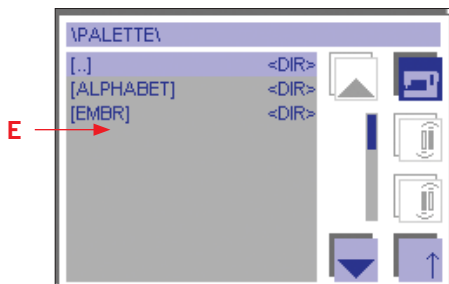 \PALETTE\
[..] <DIR>
[ALPHABET] <DIR>
[EMBR] <DIR>
E